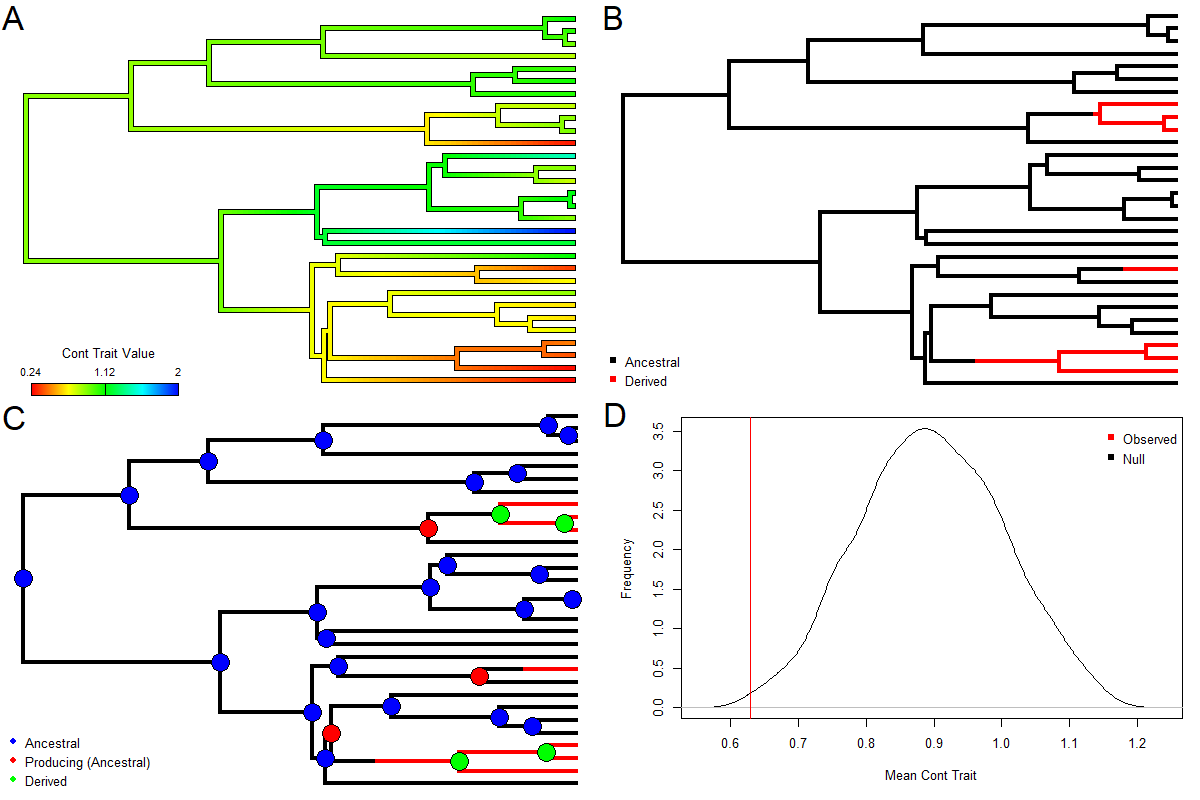 A
Cont Trait Value
0.24 1.12 2
B
Ancestral
Derived
C
Ancestral
Producing (Ancestral)
Derived
D
Observed
Null
Frequency
3.5
3.0
2.5
2.0
1.5
1.0
0.5
0.0
0.6 0.7 0.8 0.9 1.0 1.1 1.2
Mean Cont Trait